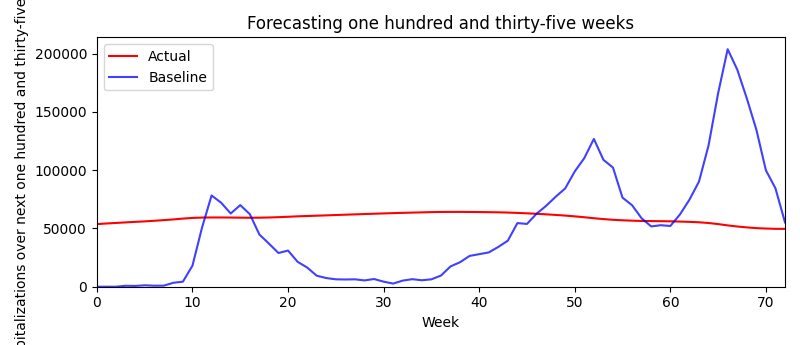 Forecasting one hundred and thirty-five weeks
Actual
Baseline
200000
150000
100000
50000
0
0 10 20 30 40 50 60 70
Week
over next one hundred and thirty-five